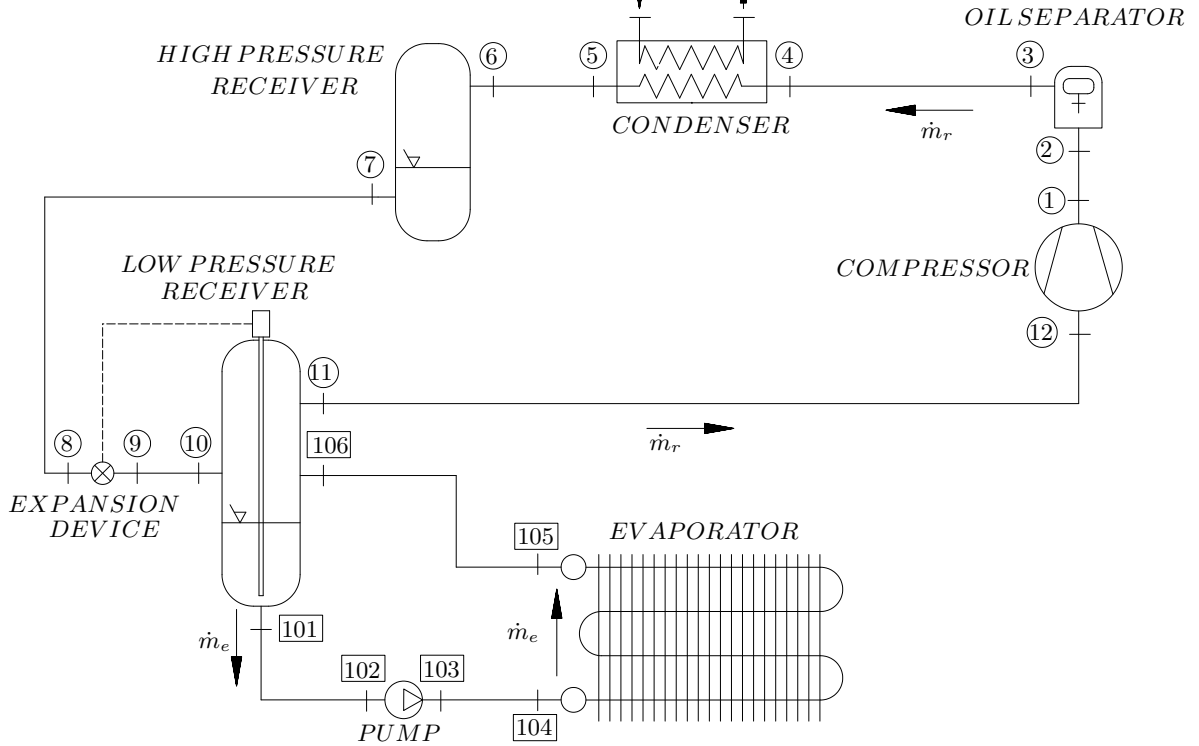 OIL SEPARATOR
HIGH PRESSURE
RECEIVER
6
5
4
3
CONDENSER
ṁr
2
7
1
LOW PRESSURE
RECEIVER
COMPRESSOR
12
11
8
9
10
106
ṁr
EXPANSION
DEVICE
105
EVAPORATOR
101
ṁe
ṁe
102
103
104
PUMP